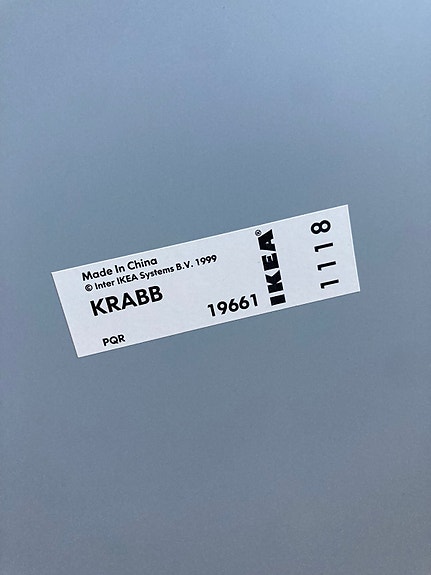 Made In China
© Inter IKEA Systems B.V. 1999
KRABB
PQR
19661
IKEA®
1118